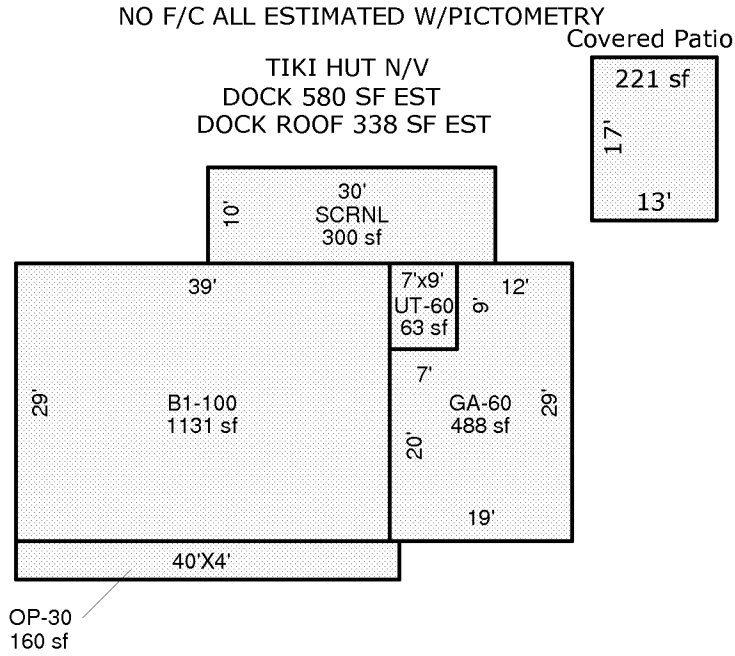 NO F/C ALL ESTIMATED W/PICTOMETRY
Covered Patio
TIKI HUT N/V
DOCK 580 SF EST
DOCK ROOF 338 SF EST
221 sf
17'
13'
30'
10'
SCRNL
300 sf
39'
29'
B1-100
1131 sf
7'x9'
UT-60
63 sf
9'
12'
7'
GA-60
488 sf
29'
20'
19'
40'X4'
OP-30
160 sf